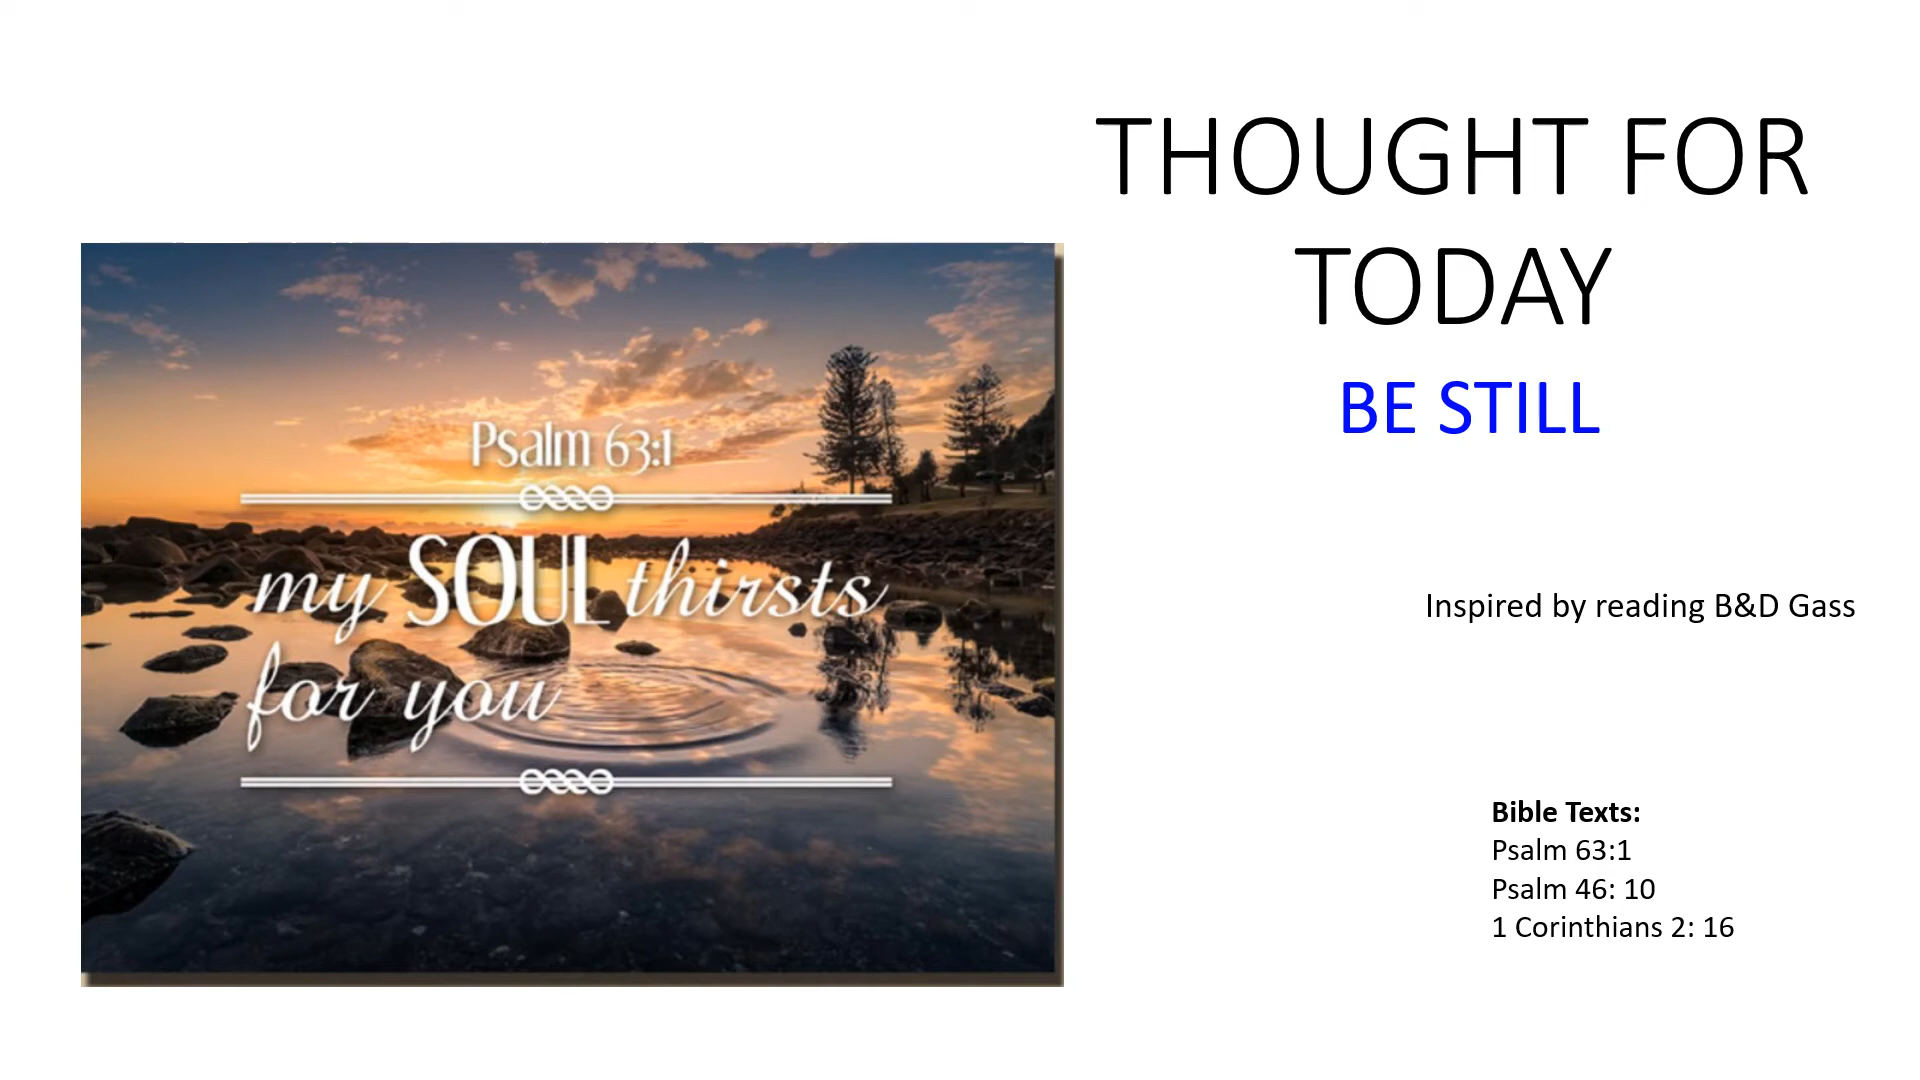 THOUGHT FOR
TODAY
BE STILL
Psalm 63:1
my SOUL thirsts
for you
Inspired by reading B&D Gass
Bible Texts:
Psalm 63:1
Psalm 46: 10
1 Corinthians 2: 16